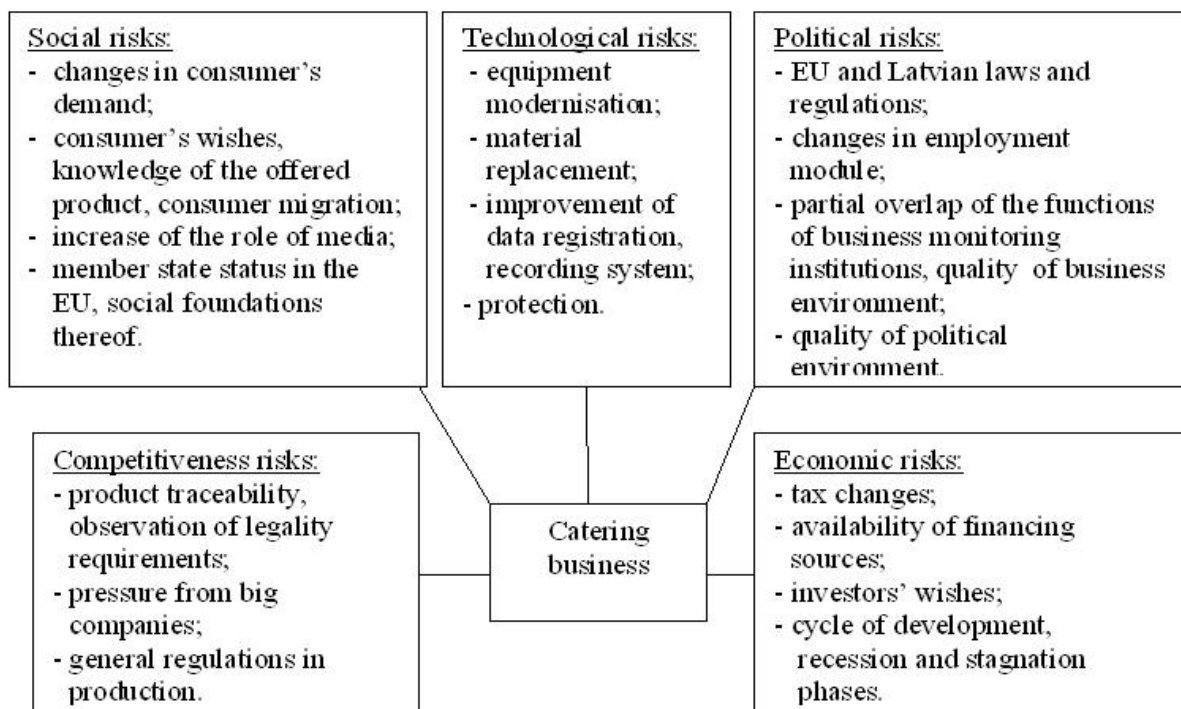 Social risks:
- changes in consumer's
demand;
- consumer's wishes,
knowledge of the offered
product, consumer migration;
- increase of the role of media;
- member state status in the
EU, social foundations
thereof.
Technological risks:
- equipment
modernisation;
- material
replacement;
- improvement of
data registration,
recording system;
- protection.
Political risks:
- EU and Latvian laws and
regulations;
- changes in employment
module;
- partial overlap of the functions
of business monitoring
institutions, quality of business
environment;
- quality of political
environment.
Competitiveness risks:
- product traceability,
observation of legality
requirements;
- pressure from big
companies;
- general regulations in
production.
Catering
business
Economic risks:
- tax changes;
- availability of financing
sources;
- investors' wishes;
- cycle of development,
recession and stagnation
phases.